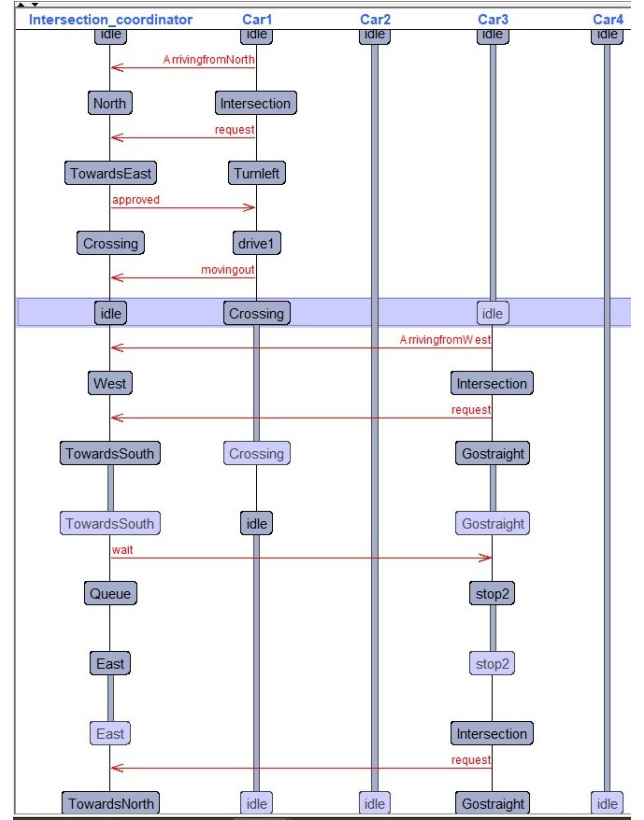 Intersection_coordinator Car1 Car2 Car3 Car4
idle idle idle idle idle
ArrivingfromNorth
North Intersection
request
TowardsEast Turnleft
approved
Crossing drive1
movingout
idle Crossing idle
ArrivingfromWest
West Intersection
request
TowardsSouth Crossing Gostraight
TowardsSouth idle Gostraight
wait
Queue stop2
East stop2
East Intersection
request
TowardsNorth idle idle Gostraight idle